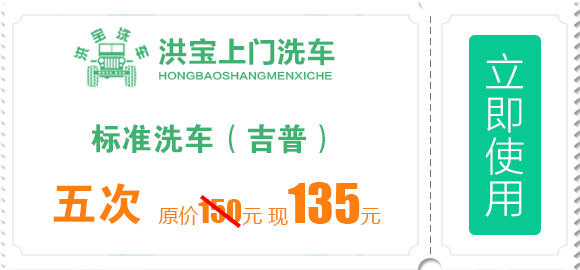 洪宝洗车
洪宝上门洗车
HONGBAOSHANGMENXICHE
标准洗车（吉普）
五次 原价150元 现135元
立即使用